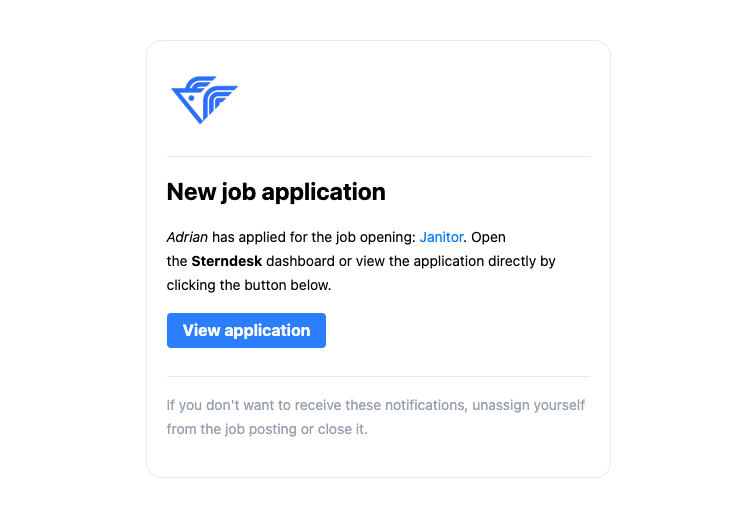 New job application
Adrian has applied for the job opening: Janitor. Open
the Sterndesk dashboard or view the application directly by
clicking the button below.
View application
If you don't want to receive these notifications, unassign yourself
from the job posting or close it.